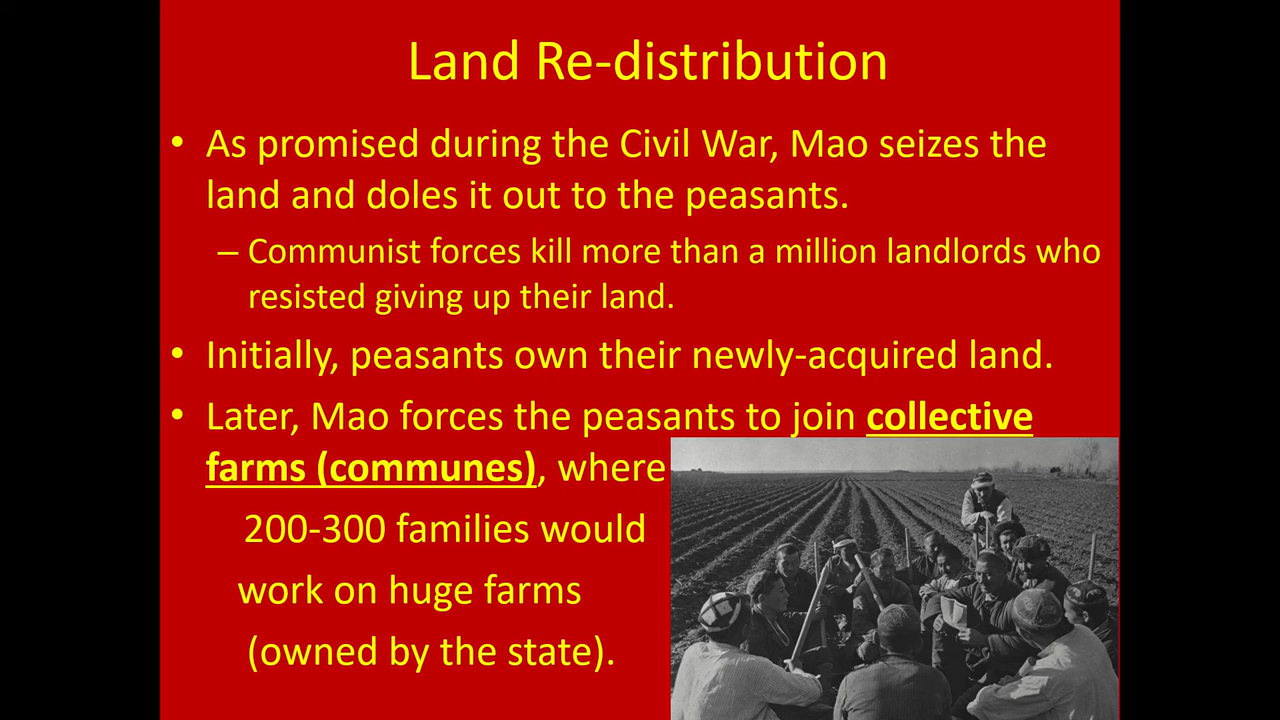 Land Re-distribution
• As promised during the Civil War, Mao seizes the
land and doles it out to the peasants.
– Communist forces kill more than a million landlords who
resisted giving up their land.
• Initially, peasants own their newly-acquired land.
• Later, Mao forces the peasants to join collective
farms (communes), where
200-300 families would
work on huge farms
(owned by the state).